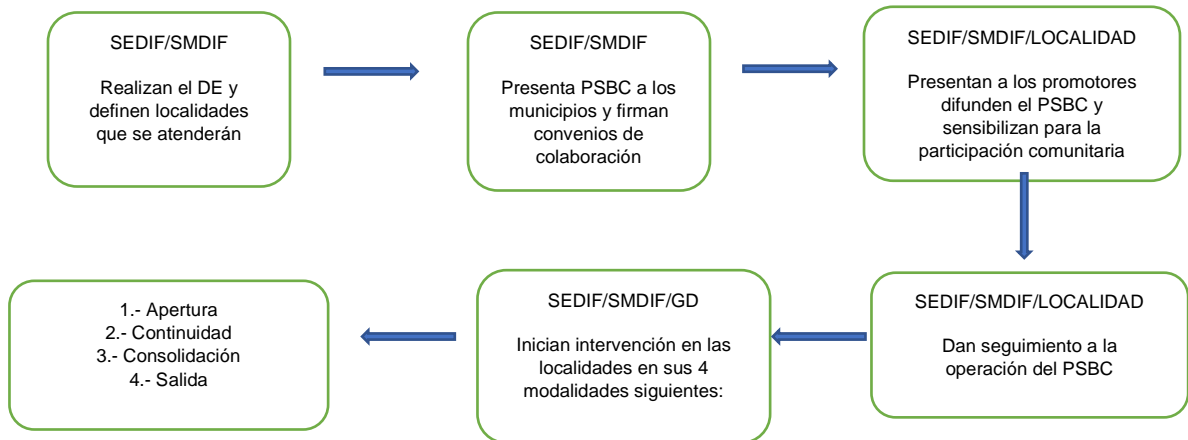 SEDIF/SMDIF
Realizan el DE y
definen localidades
que se atenderán
SEDIF/SMDIF
Presenta PSBC a los
municipios y firman
convenios de
colaboración
SEDIF/SMDIF/LOCALIDAD
Presentan a los promotores
difunden el PSBC y
sensibilizan para la
participación comunitaria
SEDIF/SMDIF/LOCALIDAD
Dan seguimiento a la
operación del PSBC
SEDIF/SMDIF/GD
Inician intervención en las
localidades en sus 4
modalidades siguientes:
1.- Apertura
2.- Continuidad
3.- Consolidación
4.- Salida